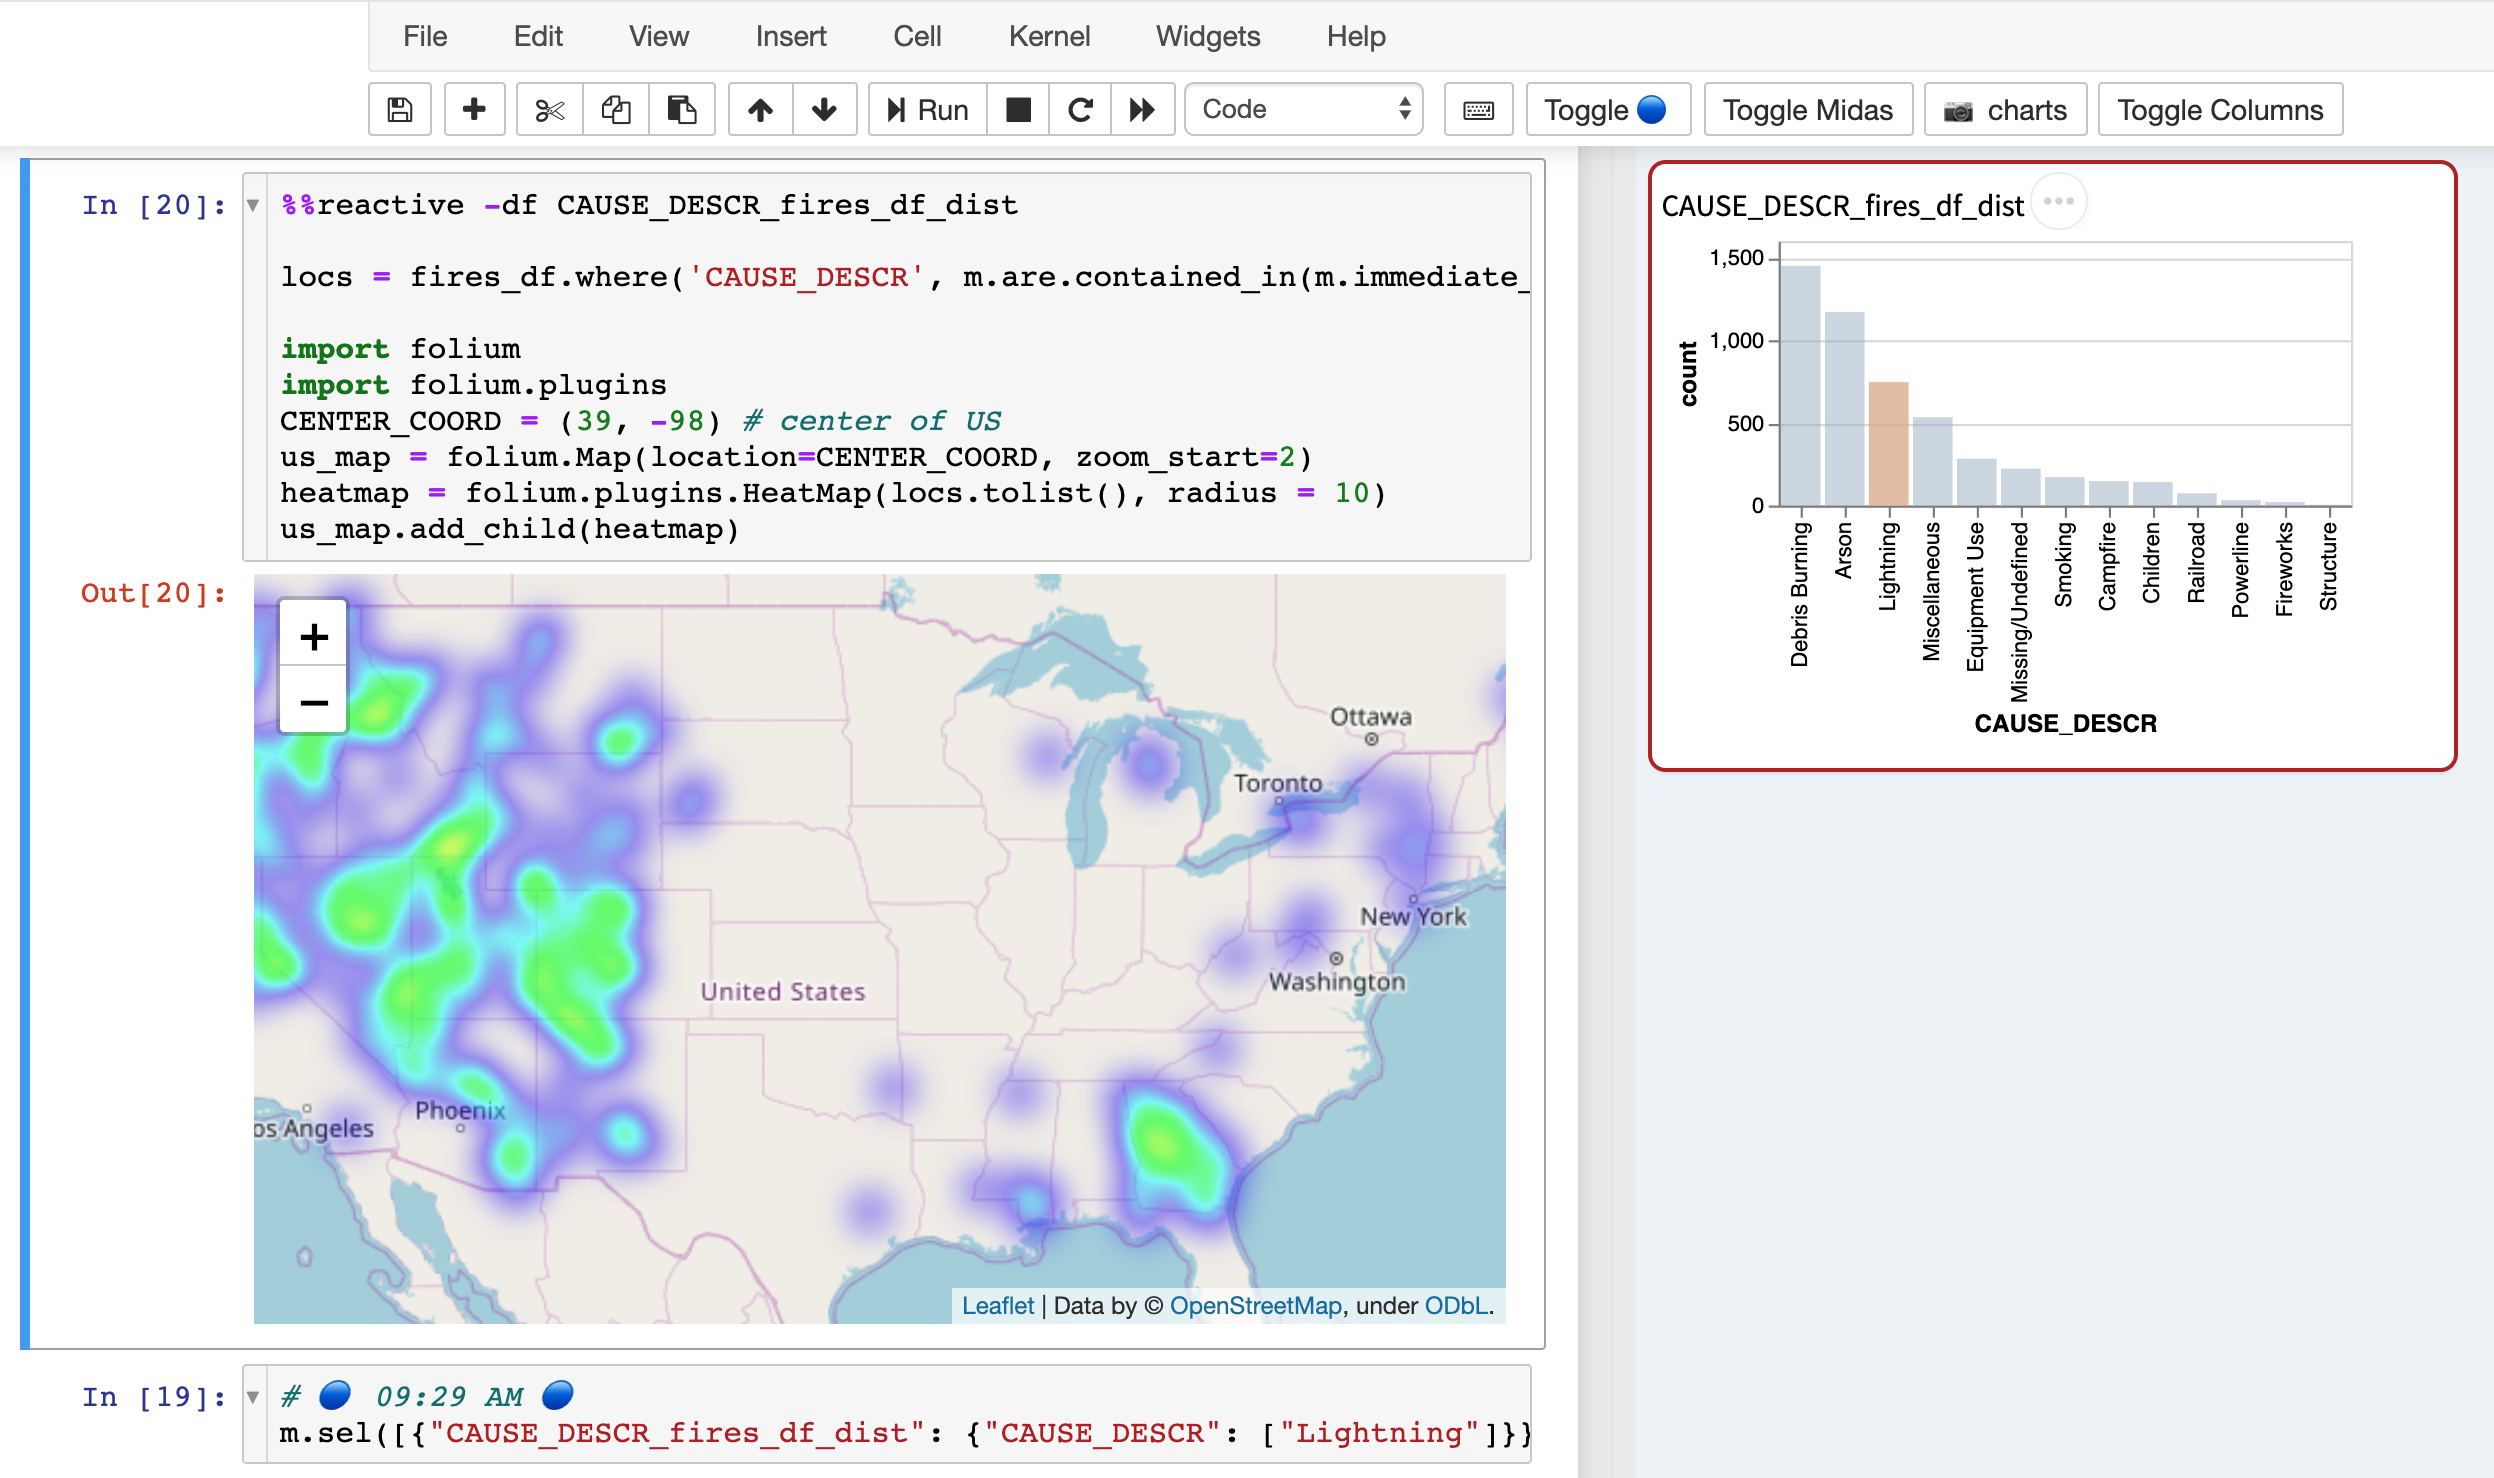 File Edit View Insert Cell Kernel Widgets Help
Run Code Toggle Toggle Midas charts Toggle Columns
In [20]:
%%reactive -df CAUSE_DESCR_fires_df_dist
locs = fires_df.where('CAUSE_DESCR', m.are.contained_in(m.immediate_
import folium
import folium.plugins
CENTER_COORD = (39, -98) # center of US
us_map = folium.Map(location=CENTER_COORD, zoom_start=2)
heatmap = folium.plugins.HeatMap(locs.tolist(), radius = 10)
us_map.add_child(heatmap)
Out[20]:
+
−
Ottawa
Toronto
New York
Washington
United States
Phoenix
os Angeles
Leaflet | Data by © OpenStreetMap, under ODbL.
In [19]:
# 09:29 AM
m.sel([{"CAUSE_DESCR_fires_df_dist": {"CAUSE_DESCR": ["Lightning"]}}
CAUSE_DESCR_fires_df_dist
1,500
1,000
500
0
count
Debris Burning
Arson
Lightning
Miscellaneous
Equipment Use
Missing/Undefined
Smoking
Campfire
Children
Railroad
Powerline
Fireworks
Structure
CAUSE_DESCR